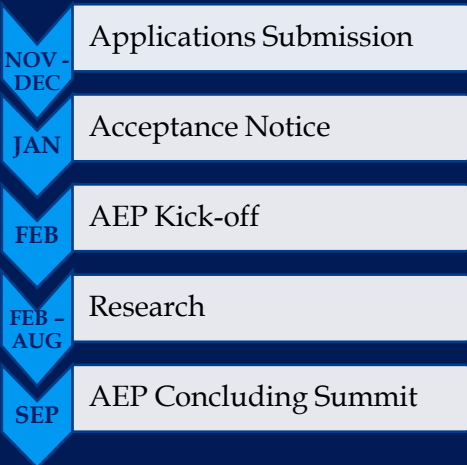 NOV -
DEC
Applications Submission
JAN
Acceptance Notice
FEB
AEP Kick-off
FEB –
AUG
Research
SEP
AEP Concluding Summit